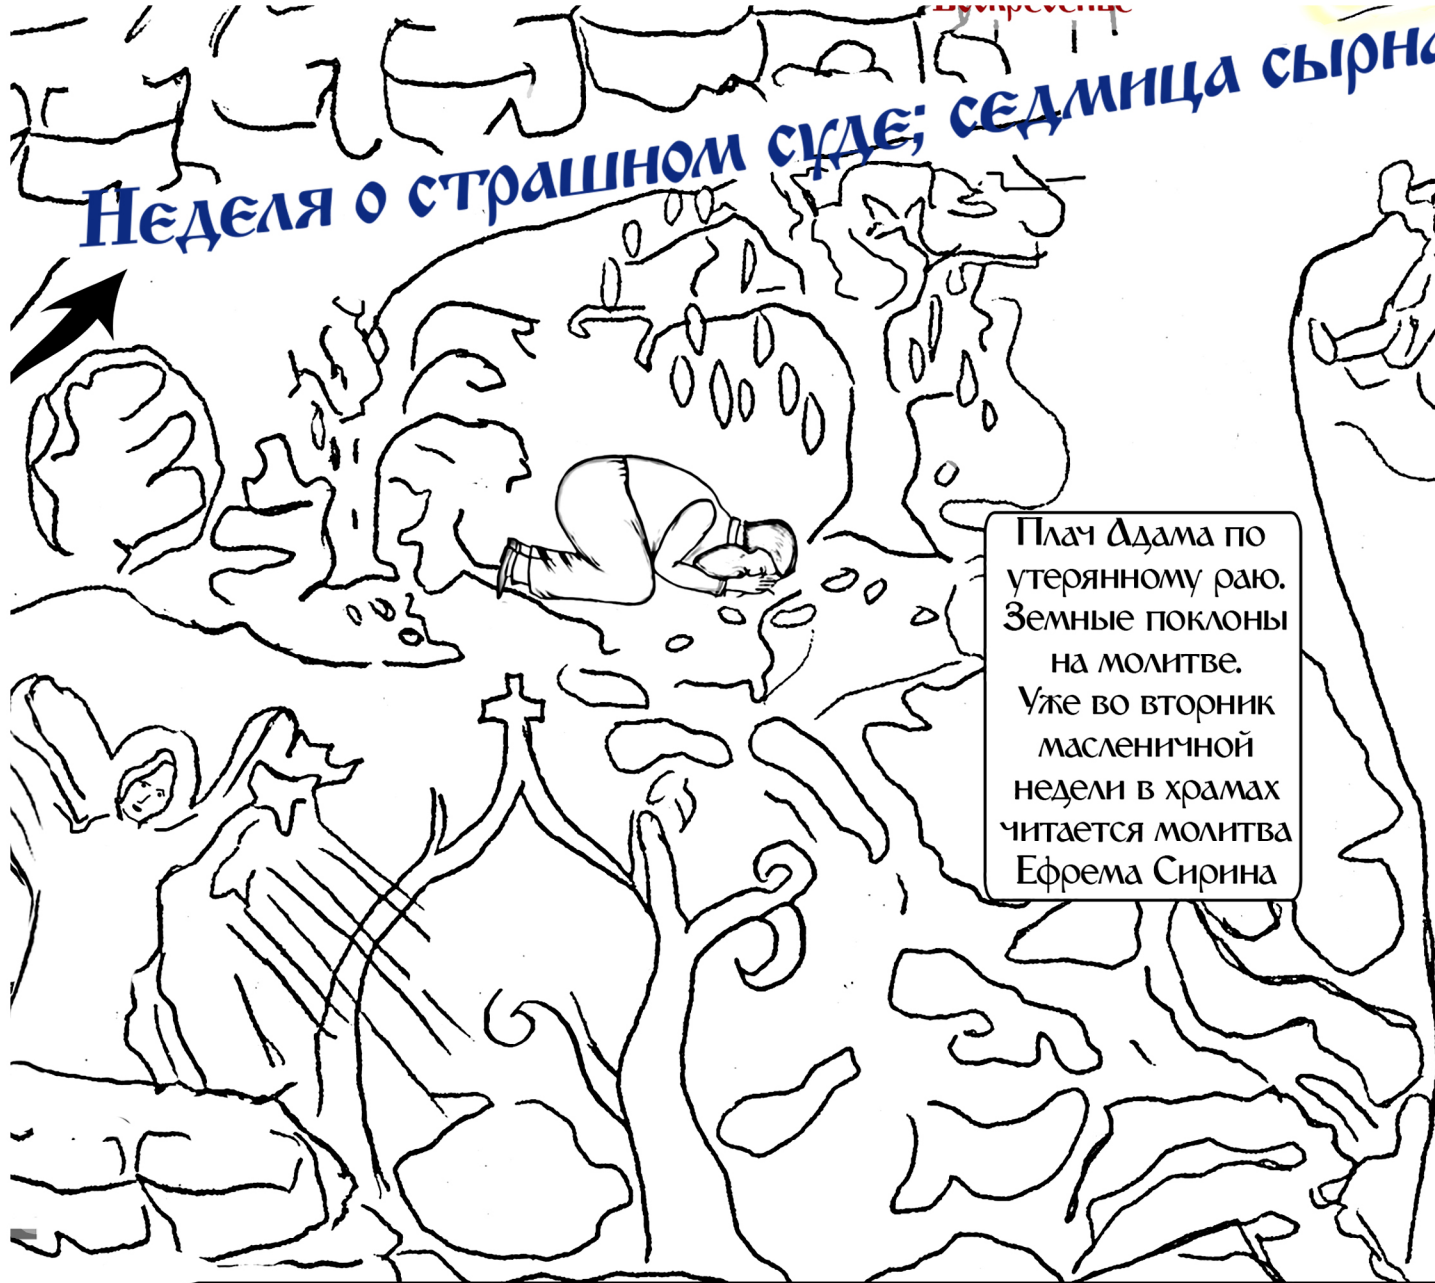 Воскресенье
Неделя о страшном суде; седмица сырна
Плач Адама по
утерянному раю.
Земные поклоны
на молитве.
Уже во вторник
масленичной
недели в храмах
читается молитва
Ефрема Сирина